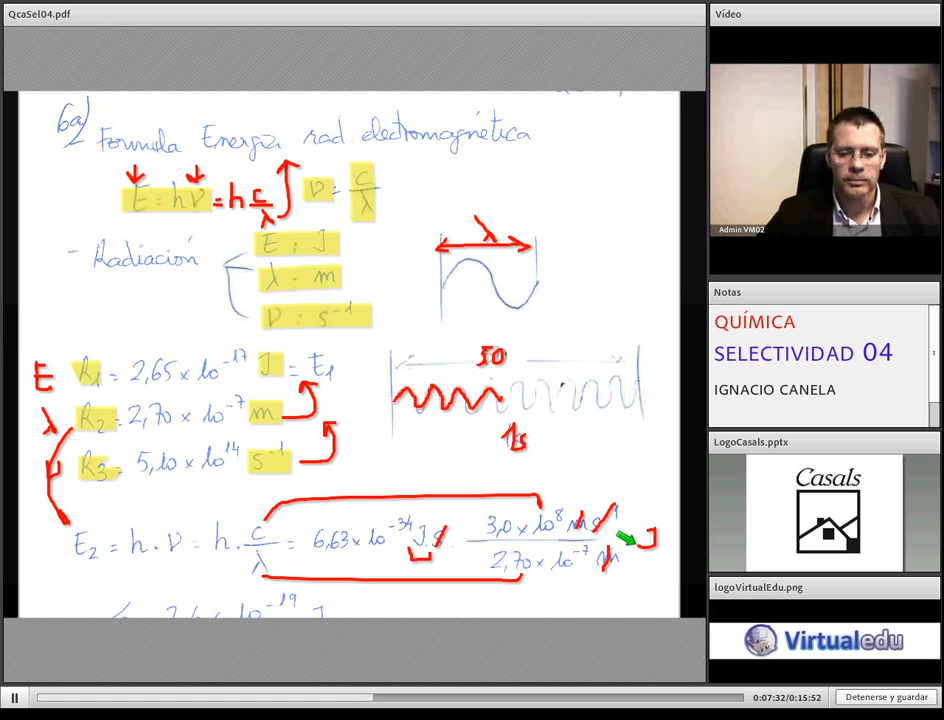 QcaSel04.pdf
6a) Formula Energía rad. electromagnética
E = hν = h c/λ
ν = c/λ
- Radiación
E : J
λ : m
ν : s⁻¹
λ
E R1 = 2,65 x 10⁻¹⁷ J = E1
λ R2 = 2,70 x 10⁻⁷ m
ν R3 = 5,10 x 10¹⁴ s⁻¹
50
1s
E2 = h · ν = h · c/λ = 6,63 x 10⁻³⁴ J.s · 3,0 x 10⁸ m s⁻¹ / 2,70 x 10⁻⁷ m J
10⁻¹⁹ J
Vídeo
Admin VM02
Notas
QUÍMICA
SELECTIVIDAD 04
IGNACIO CANELA
LogoCasals.pptx
Casals
logoVirtualEdu.png
Virtualedu
0:07:32/0:15:52
Detenerse y guardar